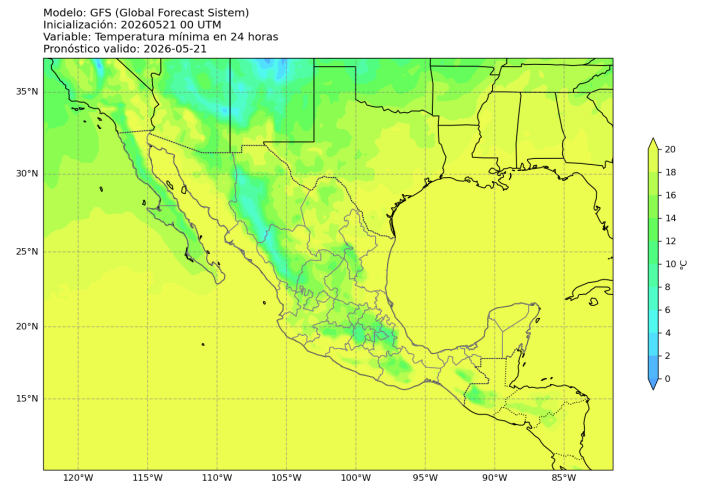 Modelo: GFS (Global Forecast Sistem)
Inicialización: 20260521 00 UTM
Variable: Temperatura mínima en 24 horas
Pronóstico valido: 2026-05-21
35°N
30°N
25°N
20°N
15°N
120°W 115°W 110°W 105°W 100°W 95°W 90°W 85°W
20
18
16
14
12
10
8
6
4
2
0
°C